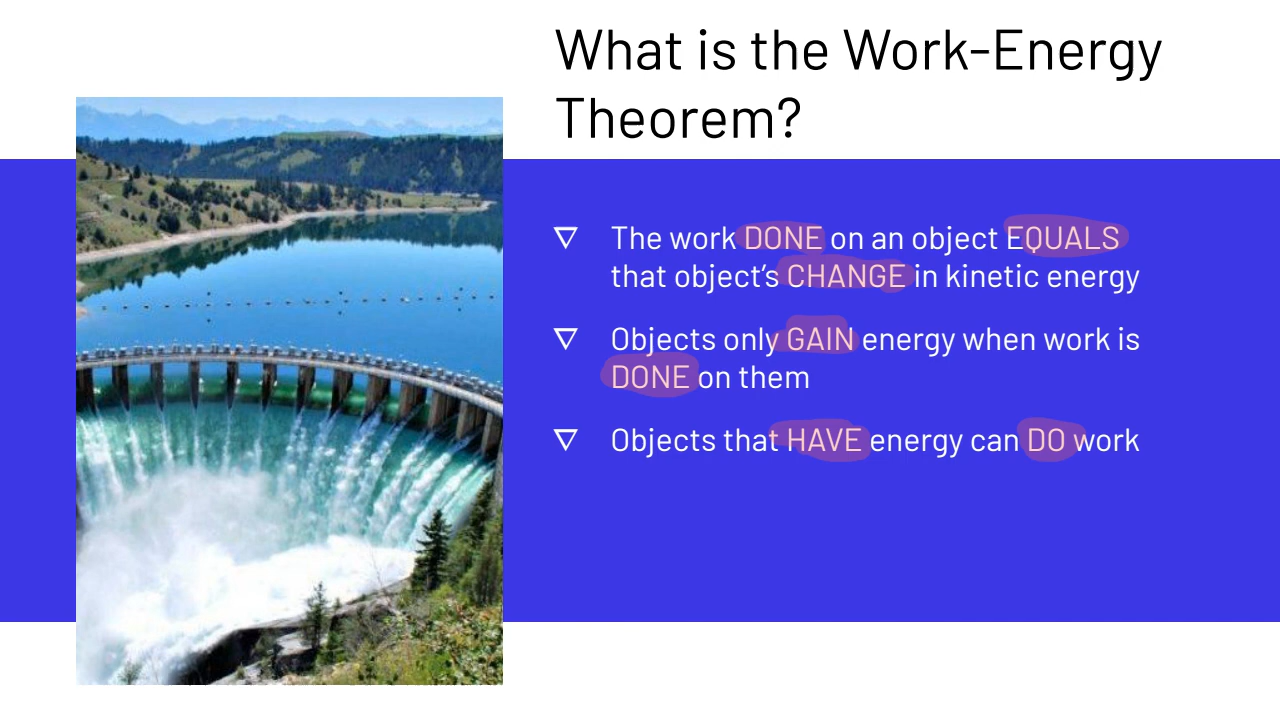 What is the Work-Energy
Theorem?
The work DONE on an object EQUALS
that object’s CHANGE in kinetic energy
Objects only GAIN energy when work is
DONE on them
Objects that HAVE energy can DO work